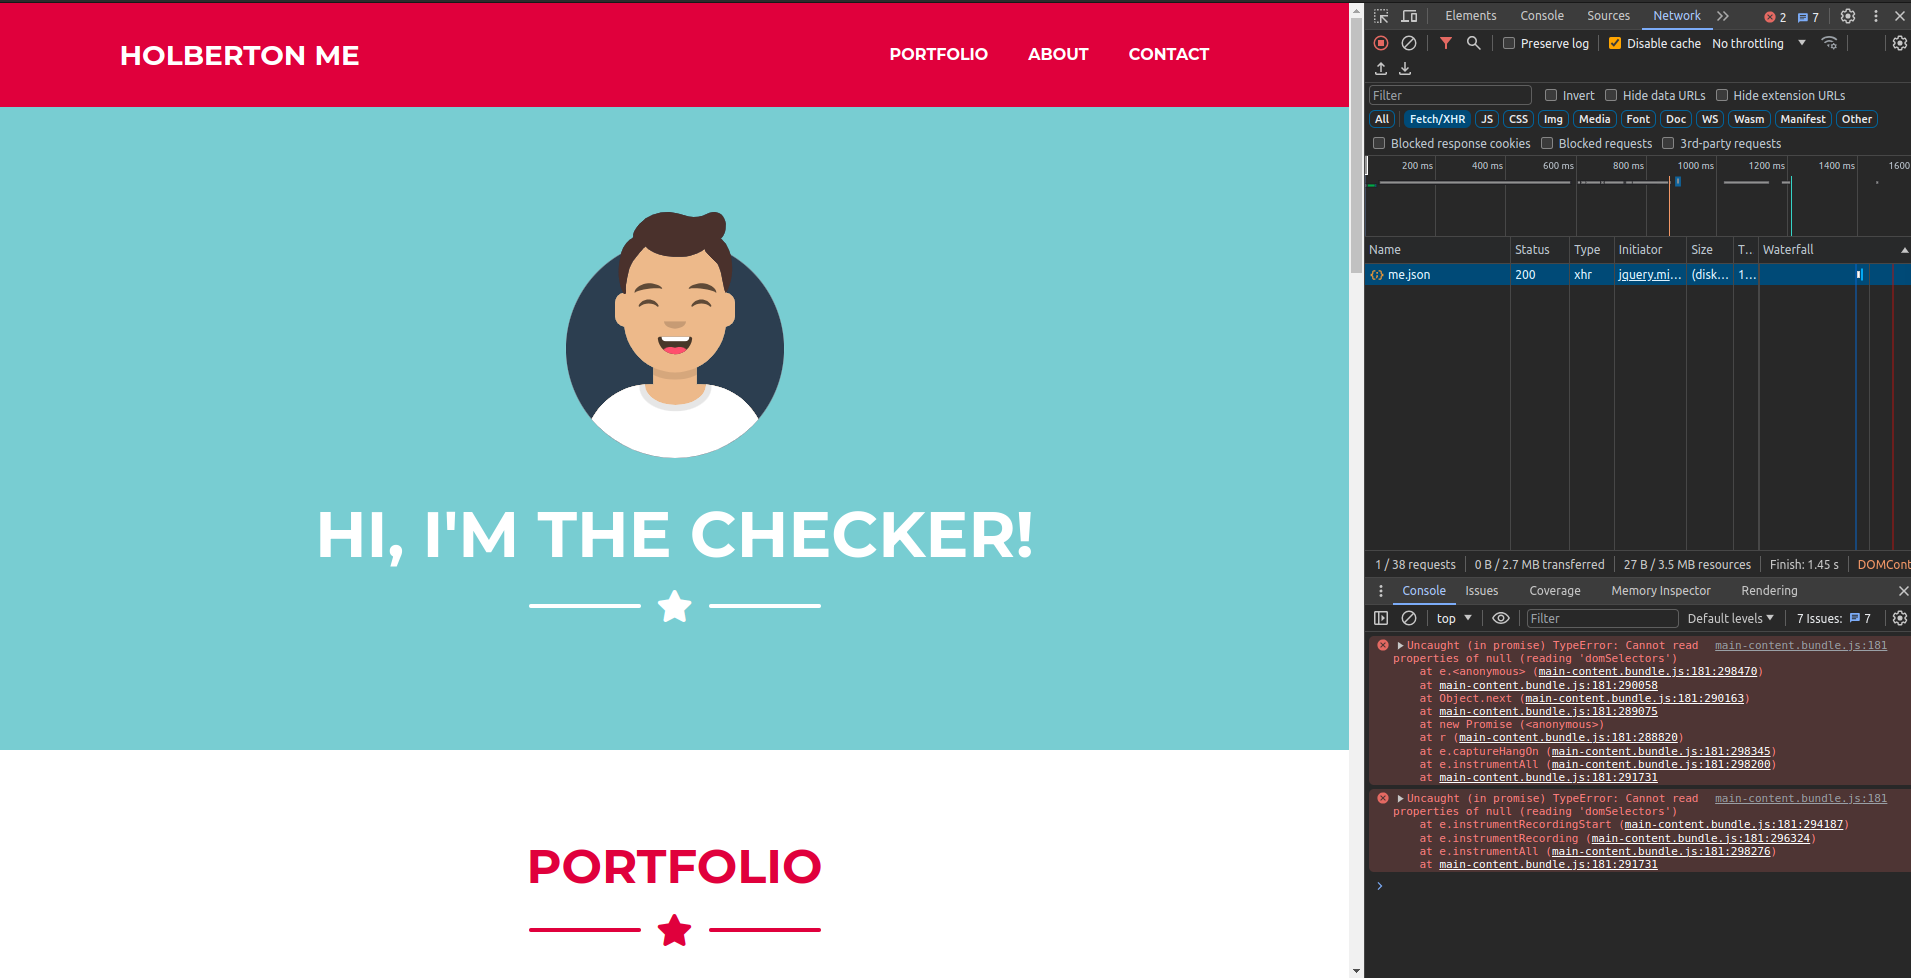 HOLBERTON ME
PORTFOLIO ABOUT CONTACT
HI, I'M THE CHECKER!
PORTFOLIO
Elements Console Sources Network 2 7
Preserve log Disable cache No throttling
Filter Invert Hide data URLs Hide extension URLs
All Fetch/XHR JS CSS Img Media Font Doc WS Wasm Manifest Other
Blocked response cookies Blocked requests 3rd-party requests
200 ms 400 ms 600 ms 800 ms 1000 ms 1200 ms 1400 ms 1600
Name Status Type Initiator Size T.. Waterfall
me.json 200 xhr jquery.mi... (disk... 1...
1 / 38 requests 0 B / 2.7 MB transferred 27 B / 3.5 MB resources Finish: 1.45 s DOMCont
Console Issues Coverage Memory Inspector Rendering
top Filter Default levels 7 Issues: 7
Uncaught (in promise) TypeError: Cannot read main-content.bundle.js:181
properties of null (reading 'domSelectors')
at e.<anonymous> (main-content.bundle.js:181:298470)
at main-content.bundle.js:181:290058
at Object.next (main-content.bundle.js:181:290163)
at main-content.bundle.js:181:289075
at new Promise (<anonymous>)
at r (main-content.bundle.js:181:288820)
at e.captureHangOn (main-content.bundle.js:181:298345)
at e.instrumentAll (main-content.bundle.js:181:298200)
at main-content.bundle.js:181:291731
Uncaught (in promise) TypeError: Cannot read main-content.bundle.js:181
properties of null (reading 'domSelectors')
at e.instrumentRecordingStart (main-content.bundle.js:181:294187)
at e.instrumentRecording (main-content.bundle.js:181:296324)
at e.instrumentAll (main-content.bundle.js:181:298276)
at main-content.bundle.js:181:291731